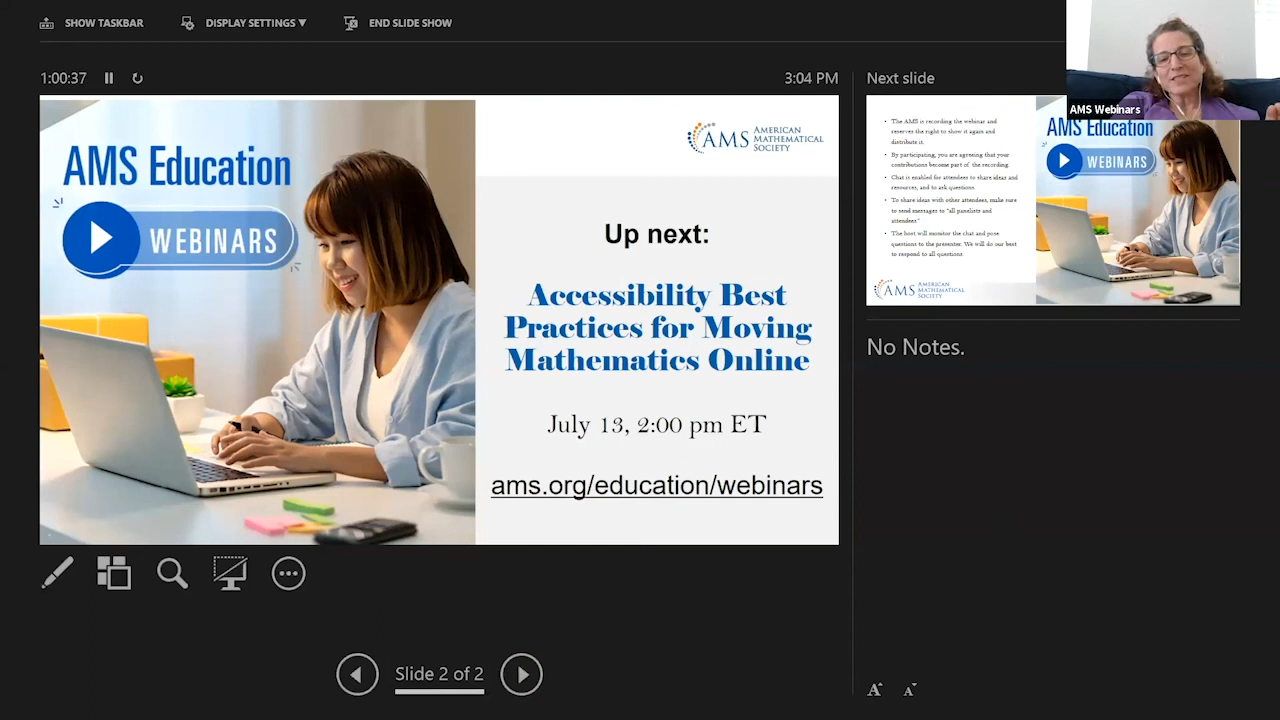 SHOW TASKBAR
DISPLAY SETTINGS ▼
END SLIDE SHOW
1:00:37
3:04 PM
Next slide
AMS Webinars
AMS Education
WEBINARS
AMS
AMERICAN
MATHEMATICAL
SOCIETY
Up next:
Accessibility Best
Practices for Moving
Mathematics Online
July 13, 2:00 pm ET
ams.org/education/webinars
• The AMS is recording the webinar and
reserves the right to show it again and
distribute it.
• By participating, you are agreeing that your
contributions become part of the recording.
• Chat is enabled for attendees to share ideas and
resources, and to ask questions.
• To share ideas with other attendees, make sure
to send messages to "all panelists and
attendees"
• The host will monitor the chat and pose
questions to the presenter. We will do our best
to respond to all questions
AMS
AMERICAN
MATHEMATICAL
SOCIETY
AMS Education
WEBINARS
No Notes.
Slide 2 of 2
A A